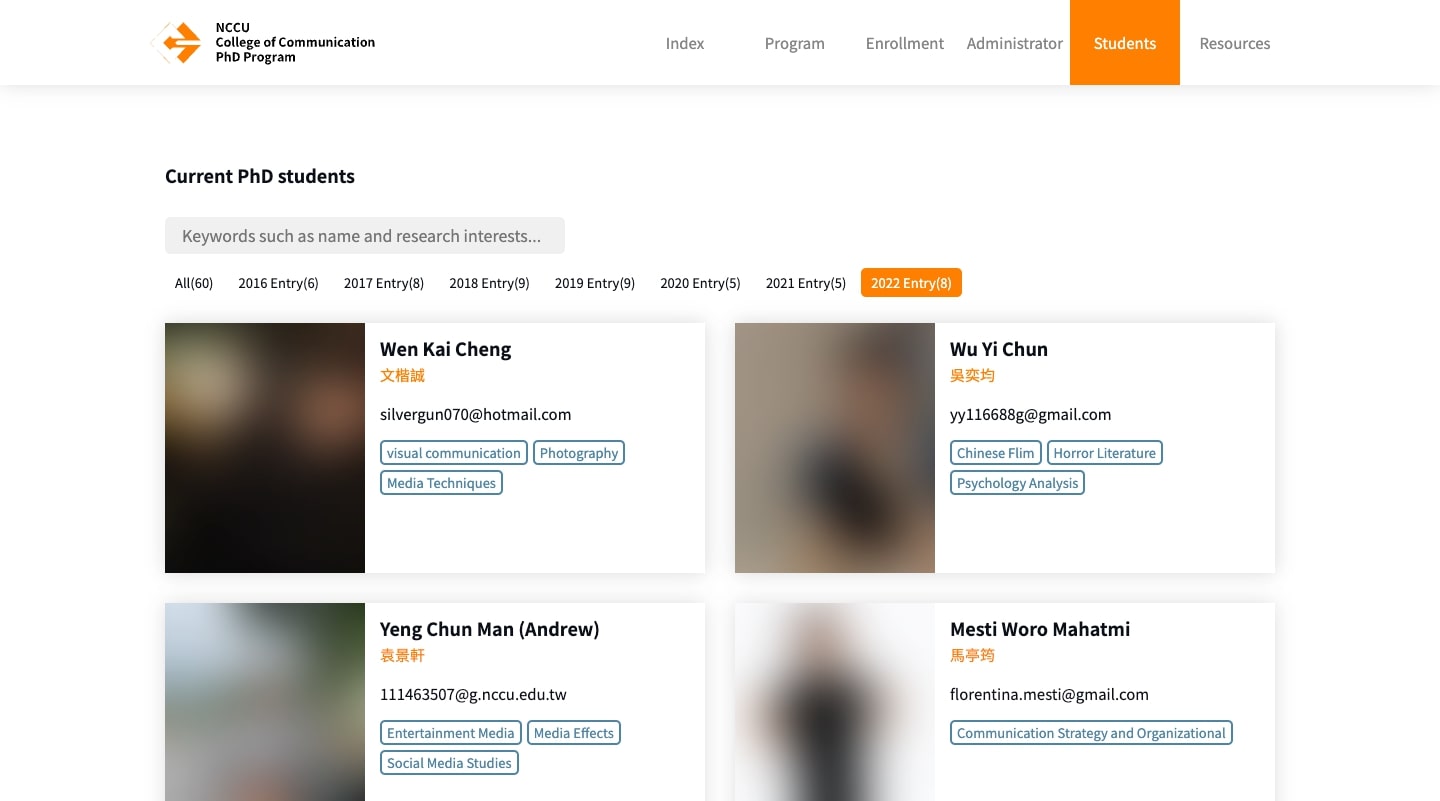 NCCU
College of Communication
PhD Program
Index Program Enrollment Administrator Students Resources
Current PhD students
Keywords such as name and research interests...
All(60) 2016 Entry(6) 2017 Entry(8) 2018 Entry(9) 2019 Entry(9) 2020 Entry(5) 2021 Entry(5) 2022 Entry(8)
Wen Kai Cheng
文楷誠
silvergun070@hotmail.com
visual communication Photography
Media Techniques
Wu Yi Chun
吳奕均
yy116688g@gmail.com
Chinese Flim Horror Literature
Psychology Analysis
Yeng Chun Man (Andrew)
袁景軒
111463507@g.nccu.edu.tw
Entertainment Media Media Effects
Social Media Studies
Mesti Woro Mahatmi
馬亭筠
florentina.mesti@gmail.com
Communication Strategy and Organizational